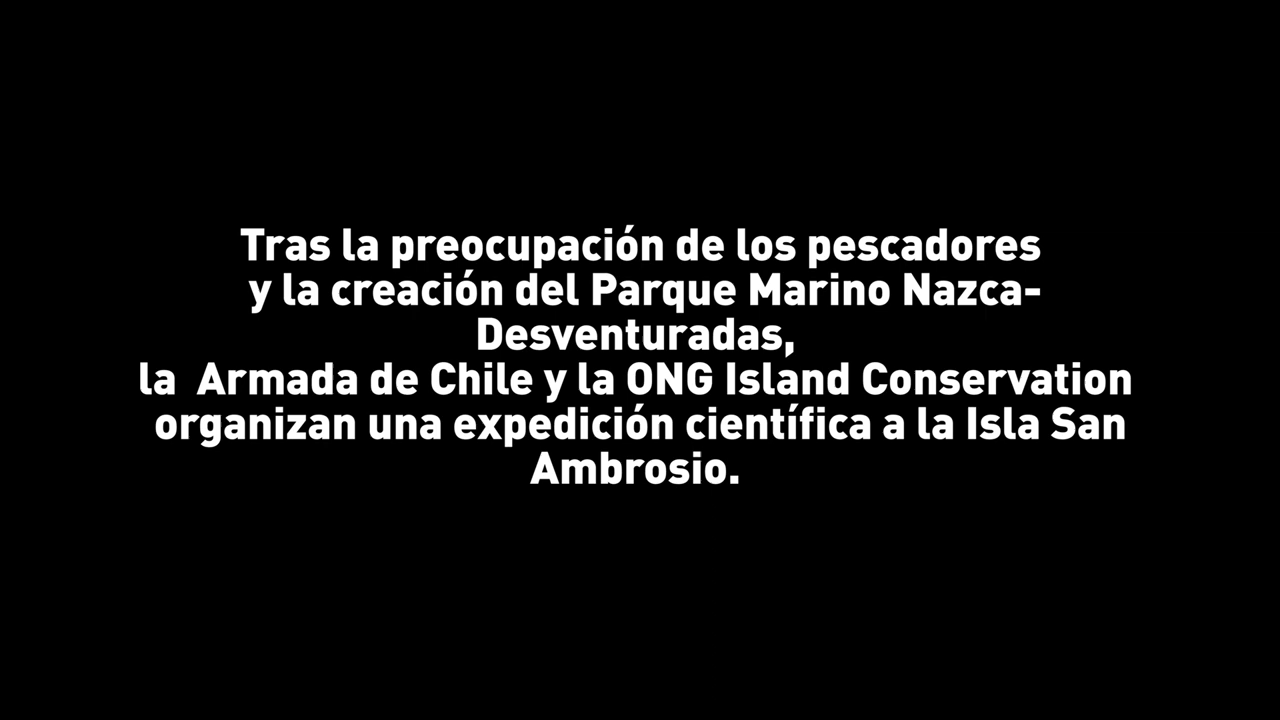 Tras la preocupación de los pescadores
y la creación del Parque Marino Nazca-
Desventuradas,
la  Armada de Chile y la ONG Island Conservation
organizan una expedición científica a la Isla San
Ambrosio.